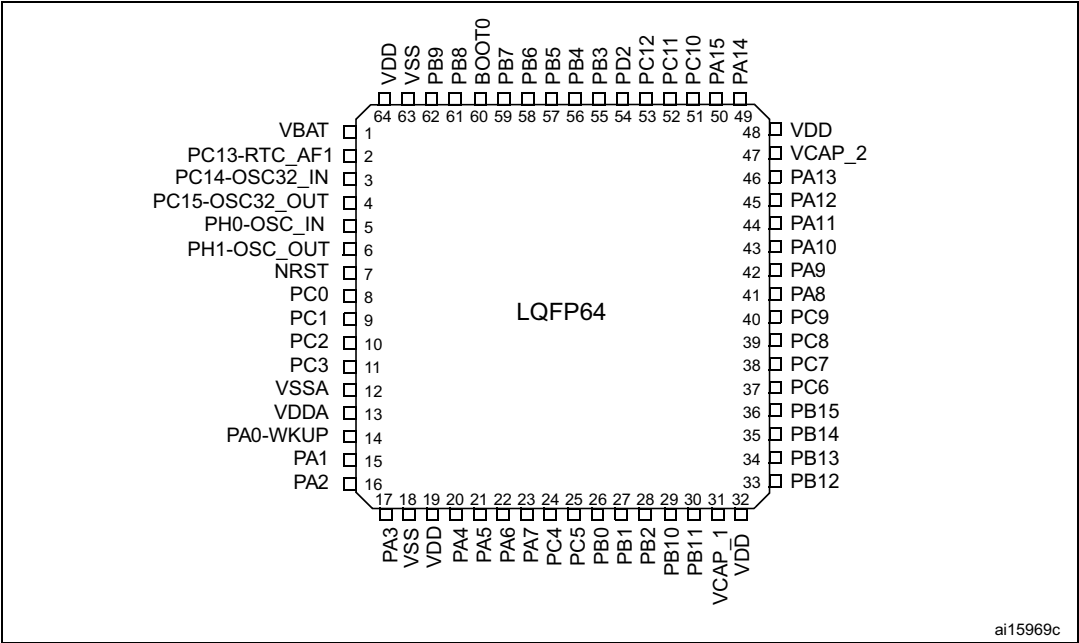 VDD
VSS
PB9
PB8
BOOT0
PB7
PB6
PB5
PB4
PB3
PD2
PC12
PC11
PC10
PA15
PA14
64 63 62 61 60 59 58 57 56 55 54 53 52 51 50 49
VBAT 1
PC13-RTC_AF1 2
PC14-OSC32_IN 3
PC15-OSC32_OUT 4
PH0-OSC_IN 5
PH1-OSC_OUT 6
NRST 7
PC0 8
PC1 9
PC2 10
PC3 11
VSSA 12
VDDA 13
PA0-WKUP 14
PA1 15
PA2 16
LQFP64
48 VDD
47 VCAP_2
46 PA13
45 PA12
44 PA11
43 PA10
42 PA9
41 PA8
40 PC9
39 PC8
38 PC7
37 PC6
36 PB15
35 PB14
34 PB13
33 PB12
17 18 19 20 21 22 23 24 25 26 27 28 29 30 31 32
PA3
VSS
VDD
PA4
PA5
PA6
PA7
PC4
PC5
PB0
PB1
PB2
PB10
PB11
VCAP_1
VDD
ai15969c